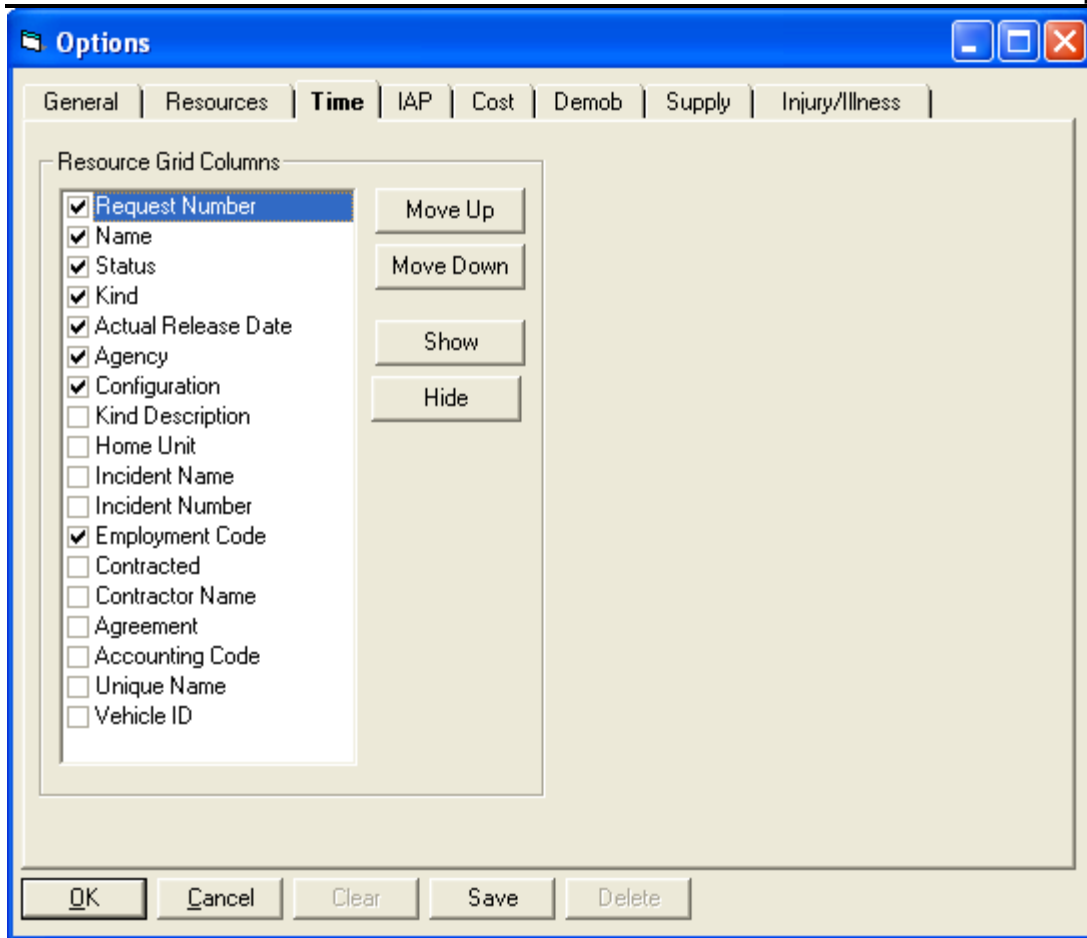 Options
General Resources Time IAP Cost Demob Supply Injury/Illness
Resource Grid Columns
Request Number
Name
Status
Kind
Actual Release Date
Agency
Configuration
Kind Description
Home Unit
Incident Name
Incident Number
Employment Code
Contracted
Contractor Name
Agreement
Accounting Code
Unique Name
Vehicle ID
Move Up
Move Down
Show
Hide
OK Cancel Clear Save Delete